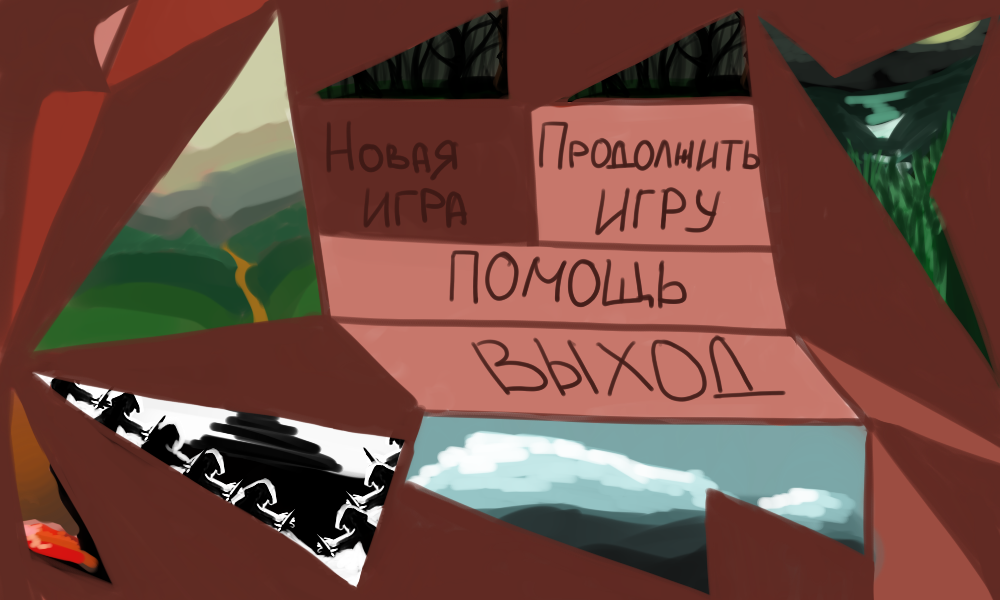 Новая
игра
Продолжить
игру
Помощь
Выход